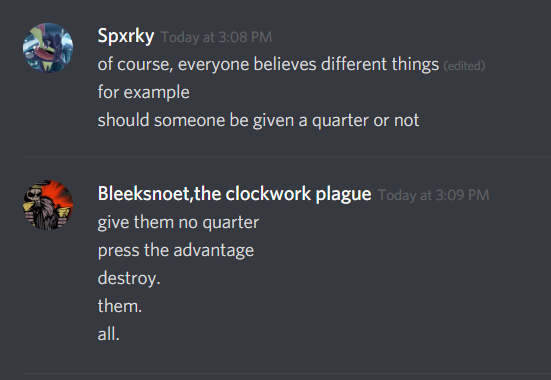 Spxrky Today at 3:08 PM
of course, everyone believes different things (edited)
for example
should someone be given a quarter or not
Bleeksnoet,the clockwork plague Today at 3:09 PM
give them no quarter
press the advantage
destroy.
them.
all.